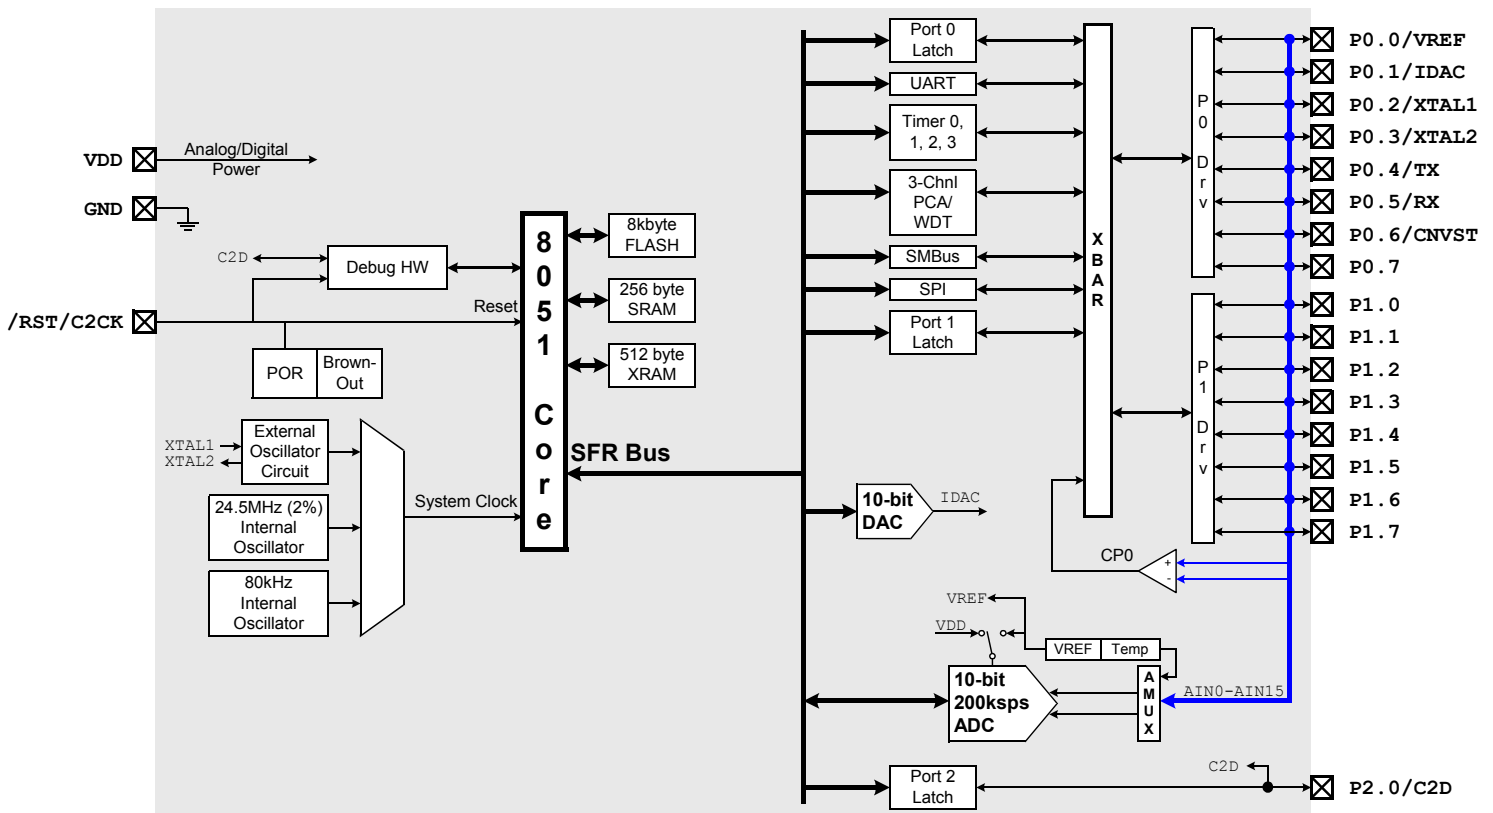 VDD
Analog/Digital
Power
GND
C2D
Debug HW
/RST/C2CK
Reset
POR
Brown-
Out
XTAL1
XTAL2
External
Oscillator
Circuit
24.5MHz (2%)
Internal
Oscillator
80kHz
Internal
Oscillator
System Clock
8051 Core
8kbyte
FLASH
256 byte
SRAM
512 byte
XRAM
SFR Bus
Port 0
Latch
UART
Timer 0,
1, 2, 3
3-Chnl
PCA/
WDT
SMBus
SPI
Port 1
Latch
10-bit
DAC
IDAC
XBAR
CP0
+
-
VREF
VDD
VREF
Temp
10-bit
200ksps
ADC
AMUX
AIN0-AIN15
Port 2
Latch
C2D
P0 Drv
P1 Drv
P0.0/VREF
P0.1/IDAC
P0.2/XTAL1
P0.3/XTAL2
P0.4/TX
P0.5/RX
P0.6/CNVST
P0.7
P1.0
P1.1
P1.2
P1.3
P1.4
P1.5
P1.6
P1.7
P2.0/C2D